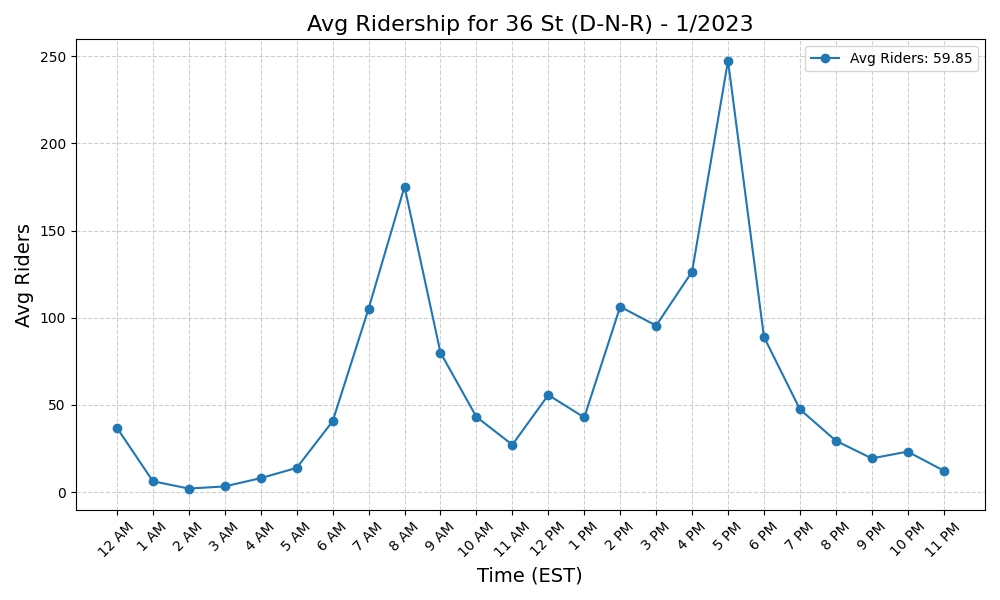 Avg Ridership for 36 St (D-N-R) - 1/2023
Avg Riders: 59.85
250
200
150
100
50
0
Avg Riders
12 AM
1 AM
2 AM
3 AM
4 AM
5 AM
6 AM
7 AM
8 AM
9 AM
10 AM
11 AM
12 PM
1 PM
2 PM
3 PM
4 PM
5 PM
6 PM
7 PM
8 PM
9 PM
10 PM
11 PM
Time (EST)